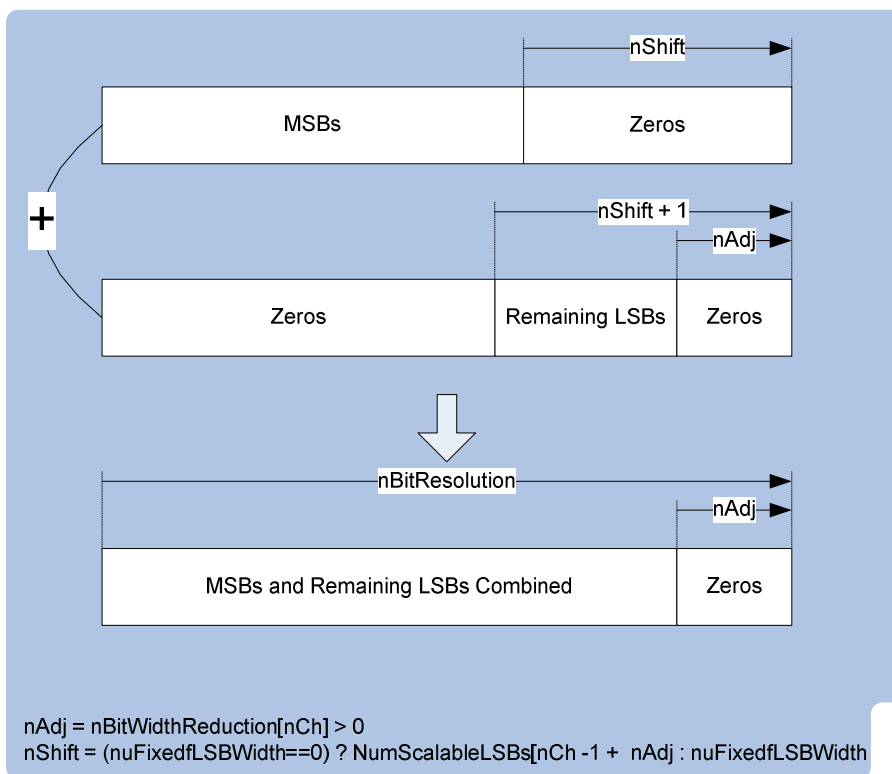 nShift
MSBs
Zeros
+
nShift + 1
nAdj
Zeros
Remaining LSBs
Zeros
nBitResolution
nAdj
MSBs and Remaining LSBs Combined
Zeros
nAdj = nBitWidthReduction[nCh] > 0
nShift = (nuFixedfLSBWidth==0) ? NumScalableLSBs[nCh -1 + nAdj : nuFixedfLSBWidth